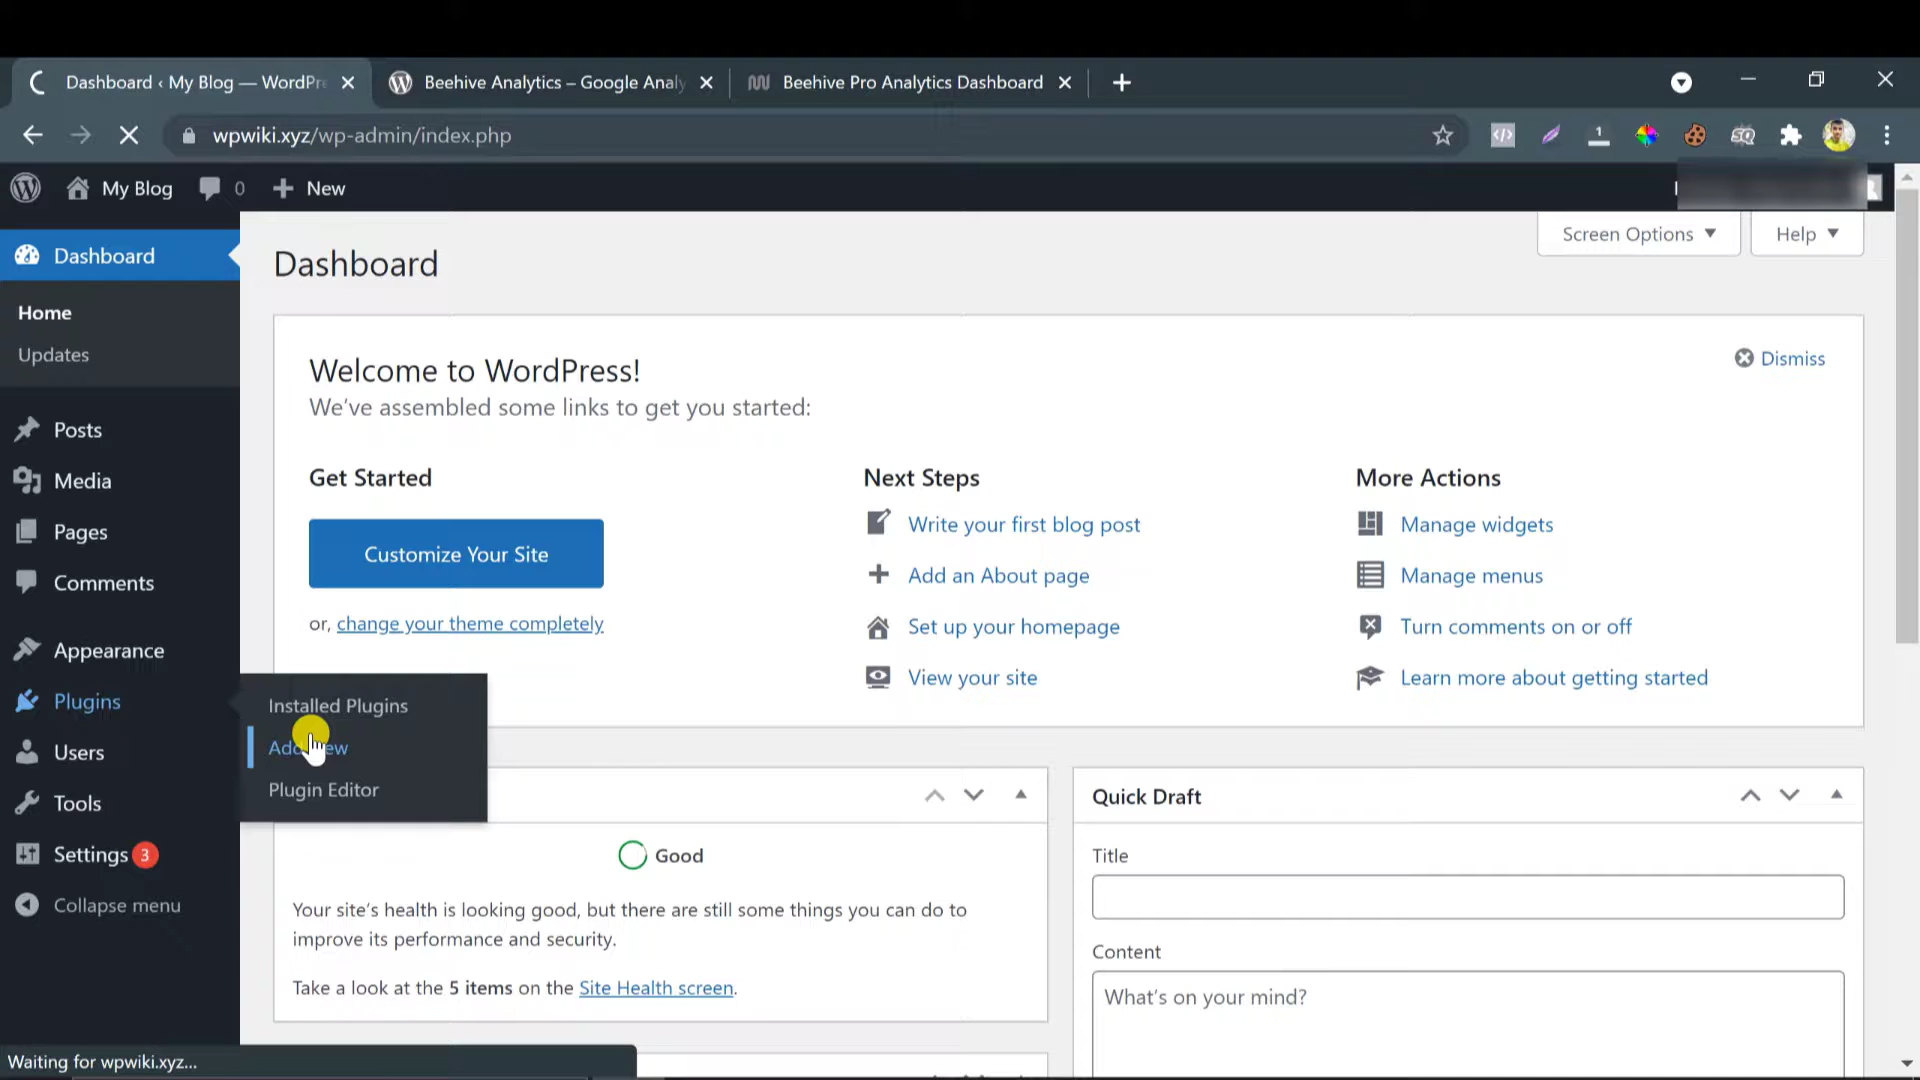 Dashboard ‹ My Blog — WordPre
Beehive Analytics – Google Analy
Beehive Pro Analytics Dashboard
wpwiki.xyz/wp-admin/index.php
1
SQ
My Blog
0
New
Screen Options
Help
Dashboard
Home
Updates
Posts
Media
Pages
Comments
Appearance
Plugins
Users
Tools
Settings 3
Collapse menu
Installed Plugins
Add New
Plugin Editor
Dashboard
Welcome to WordPress!
We've assembled some links to get you started:
Dismiss
Get Started
Customize Your Site
or, change your theme completely
Next Steps
Write your first blog post
Add an About page
Set up your homepage
View your site
More Actions
Manage widgets
Manage menus
Turn comments on or off
Learn more about getting started
Good
Your site's health is looking good, but there are still some things you can do to
improve its performance and security.
Take a look at the 5 items on the Site Health screen.
Quick Draft
Title
Content
What's on your mind?
Waiting for wpwiki.xyz...